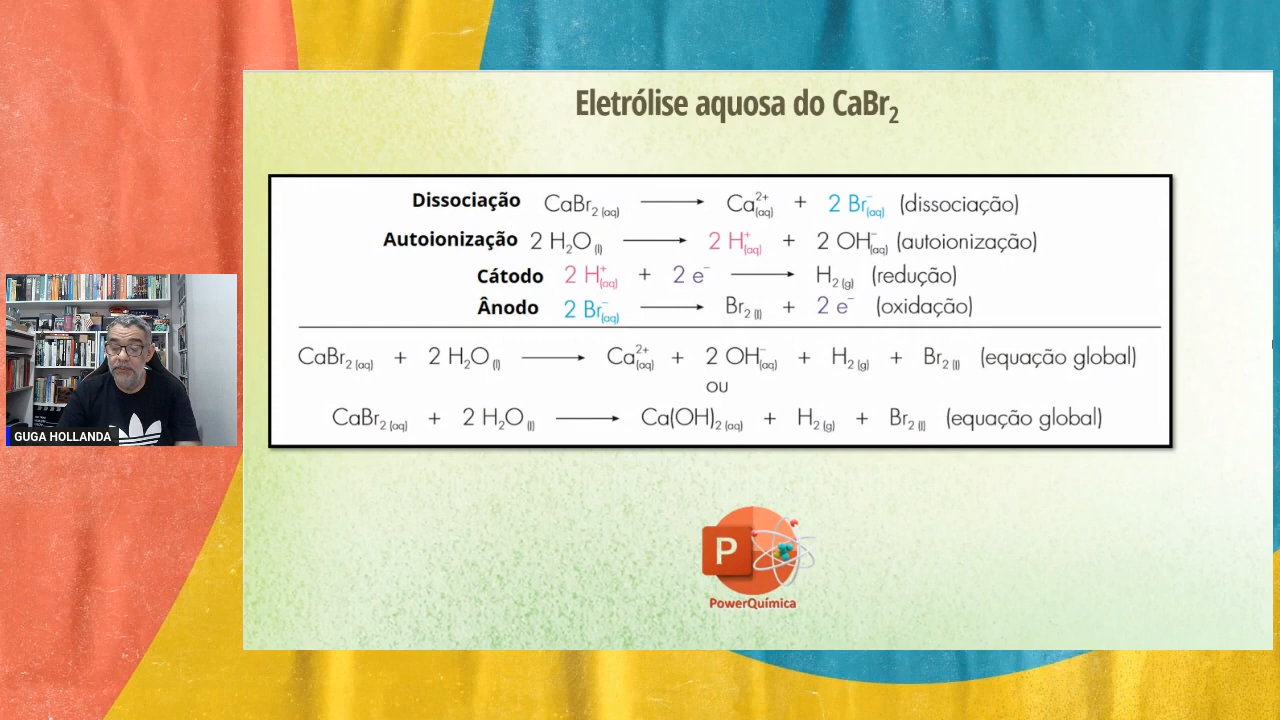 Eletrólise aquosa do CaBr₂
Dissociação CaBr₂ (aq) ⟶ Ca²⁺(aq) + 2 Br⁻(aq) (dissociação)
Autoionização 2 H₂O (l) ⟶ 2 H⁺(aq) + 2 OH⁻(aq) (autoionização)
Cátodo 2 H⁺(aq) + 2 e⁻ ⟶ H₂ (g) (redução)
Ânodo 2 Br⁻(aq) ⟶ Br₂ (l) + 2 e⁻ (oxidação)
CaBr₂ (aq) + 2 H₂O (l) ⟶ Ca²⁺(aq) + 2 OH⁻(aq) + H₂ (g) + Br₂ (l) (equação global)
ou
CaBr₂ (aq) + 2 H₂O (l) ⟶ Ca(OH)₂ (aq) + H₂ (g) + Br₂ (l) (equação global)
GUGA HOLLANDA
P
PowerQuímica